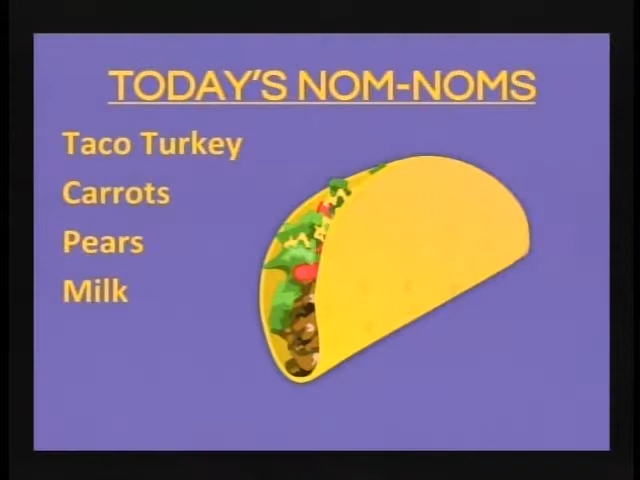 TODAY'S NOM-NOMS
Taco Turkey
Carrots
Pears
Milk